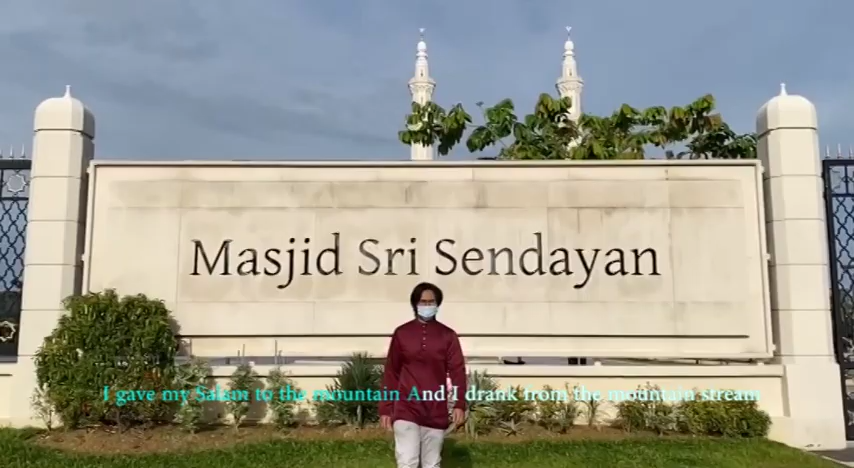 Masjid Sri Sendayan
I gave my Salam to the mountain And I drank from the mountain stream